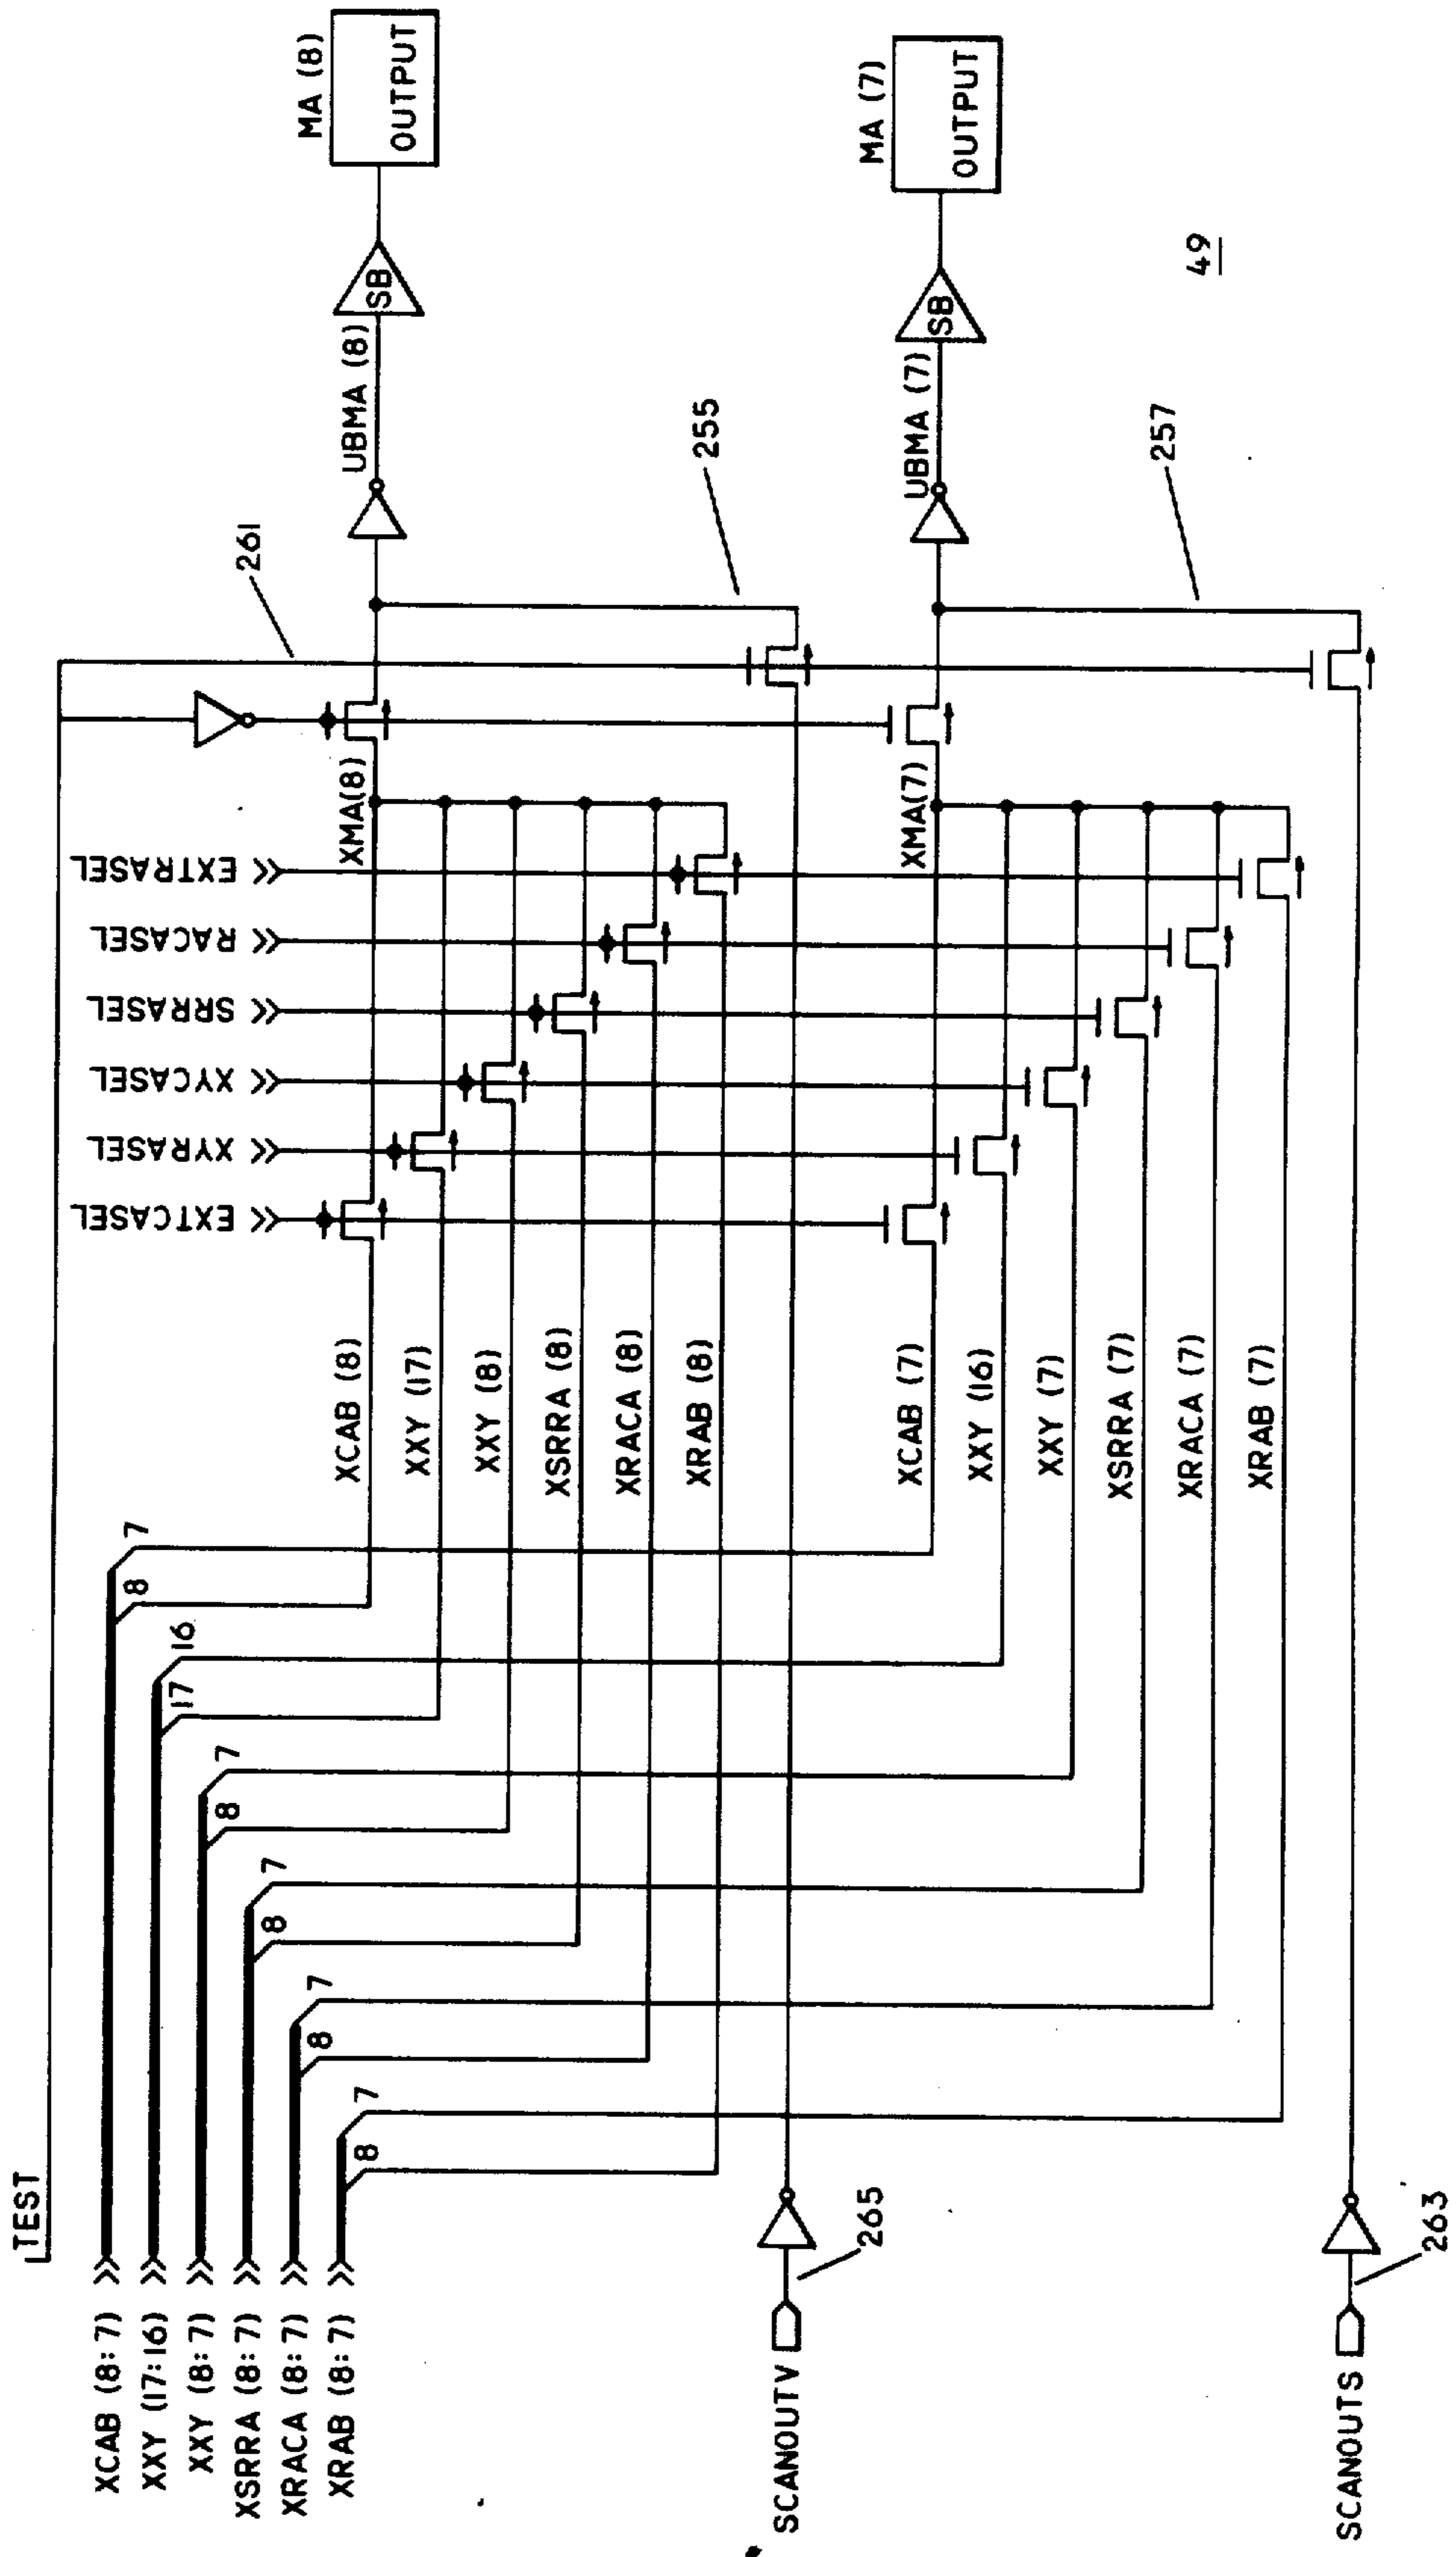 TEST
XCAB (8:7)
XXY (17:16)
XXY (8:7)
XSRRA (8:7)
XRACA (8:7)
XRAB (8:7)
8
7
17
16
8
7
8
7
8
7
8
7
EXTCASEL
XYRASEL
XYCASEL
SRRASEL
RACASEL
EXTRASEL
261
XCAB (8)
XXY (17)
XXY (8)
XSRRA (8)
XRACA (8)
XRAB (8)
XMA(8)
UBMA (8)
SB
MA (8)
OUTPUT
SCANOUTV
265
255
XCAB (7)
XXY (16)
XXY (7)
XSRRA (7)
XRACA (7)
XRAB (7)
XMA(7)
UBMA (7)
SB
MA (7)
OUTPUT
SCANOUTS
263
257
49